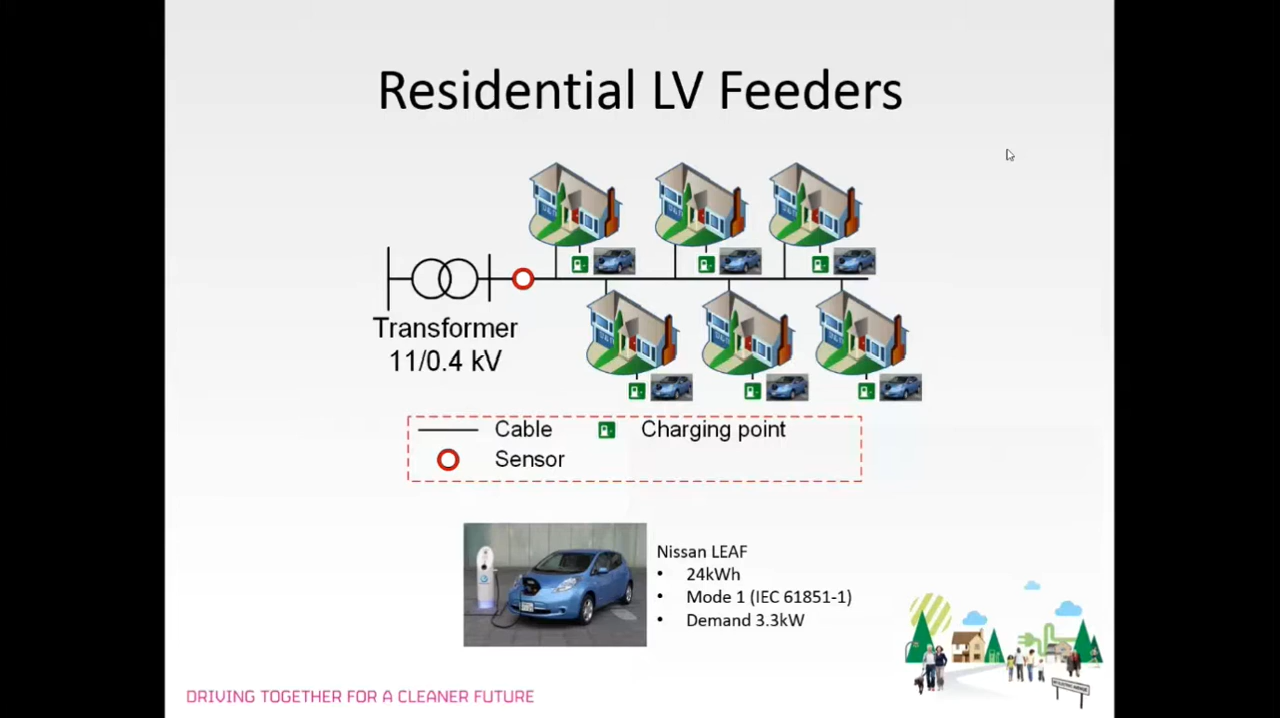 Residential LV Feeders
Transformer
11/0.4 kV
Cable
Charging point
Sensor
Nissan LEAF
• 24kWh
• Mode 1 (IEC 61851-1)
• Demand 3.3kW
DRIVING TOGETHER FOR A CLEANER FUTURE